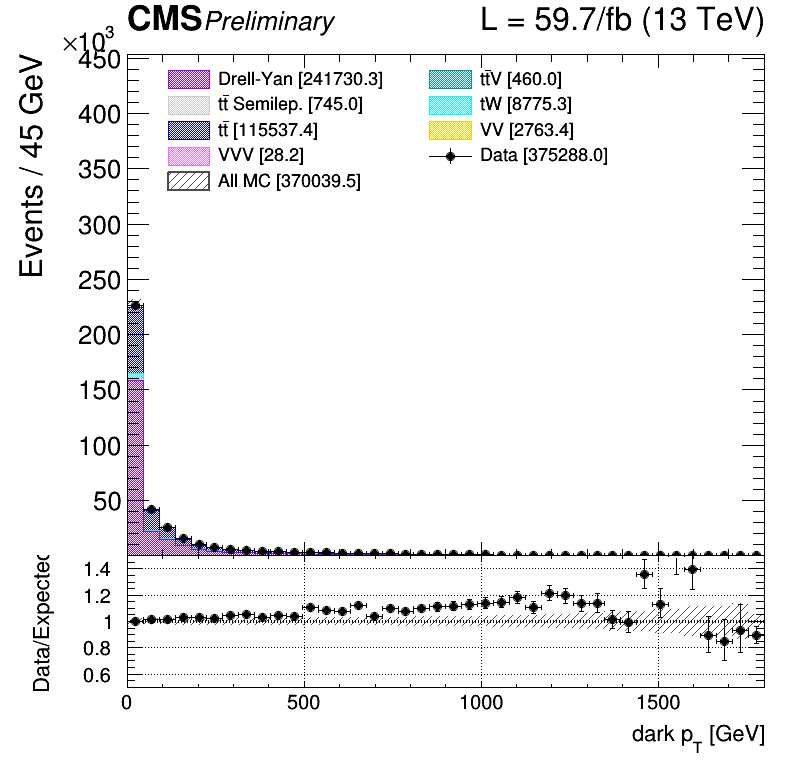 CMS Preliminary L = 59.7/fb (13 TeV)
×10³
Events / 45 GeV
450
400
350
300
250
200
150
100
50
Drell-Yan [241730.3]
tt̄ Semilep. [745.0]
tt̄ [115537.4]
VVV [28.2]
All MC [370039.5]
tt̄V [460.0]
tW [8775.3]
VV [2763.4]
Data [375288.0]
Data/Expected
1.4
1.2
1
0.8
0.6
0 500 1000 1500
dark p_T [GeV]